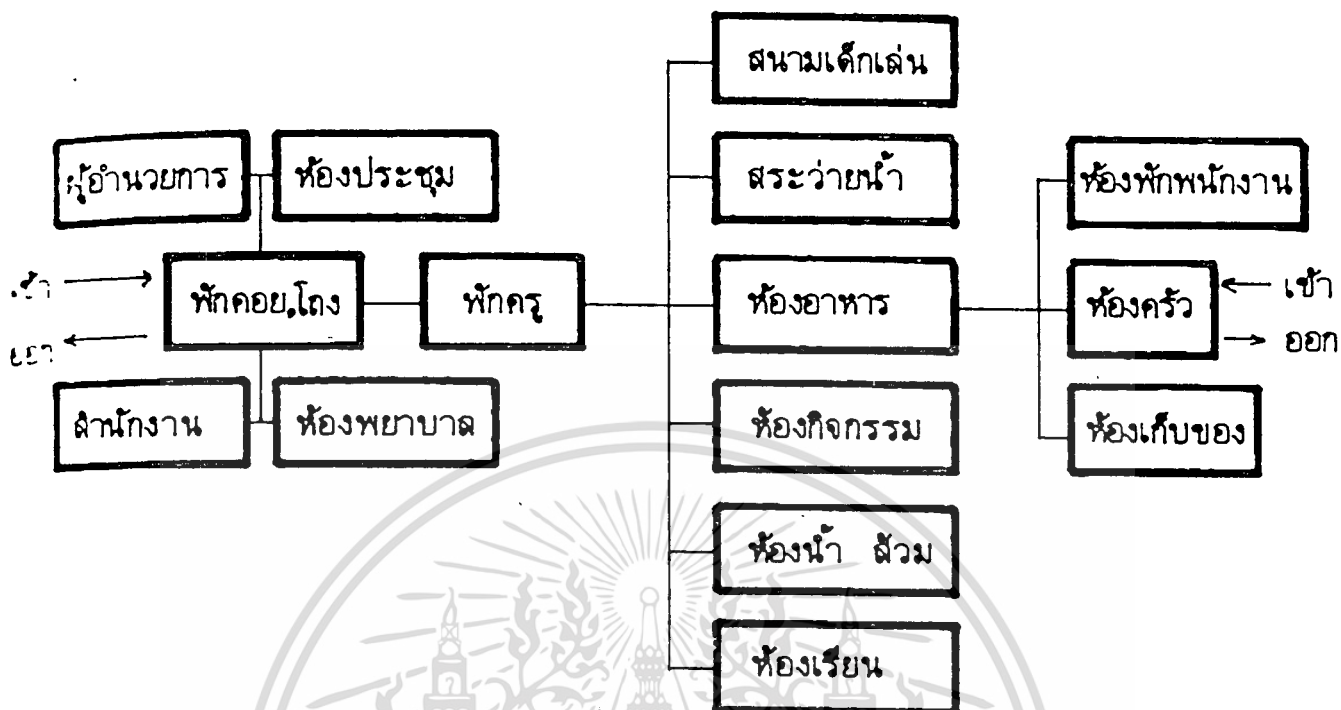 สนามเด็กเล่น
ผู้อำนวยการ ห้องประชุม สระว่ายน้ำ ห้องพักพนักงาน
เข้า พักคอย,โถง พักครู ห้องอาหาร ห้องครัว เข้า
ออก
สำนักงาน ห้องพยาบาล ห้องกิจกรรม ห้องเก็บของ
ห้องน้ำ ส้วม
ห้องเรียน